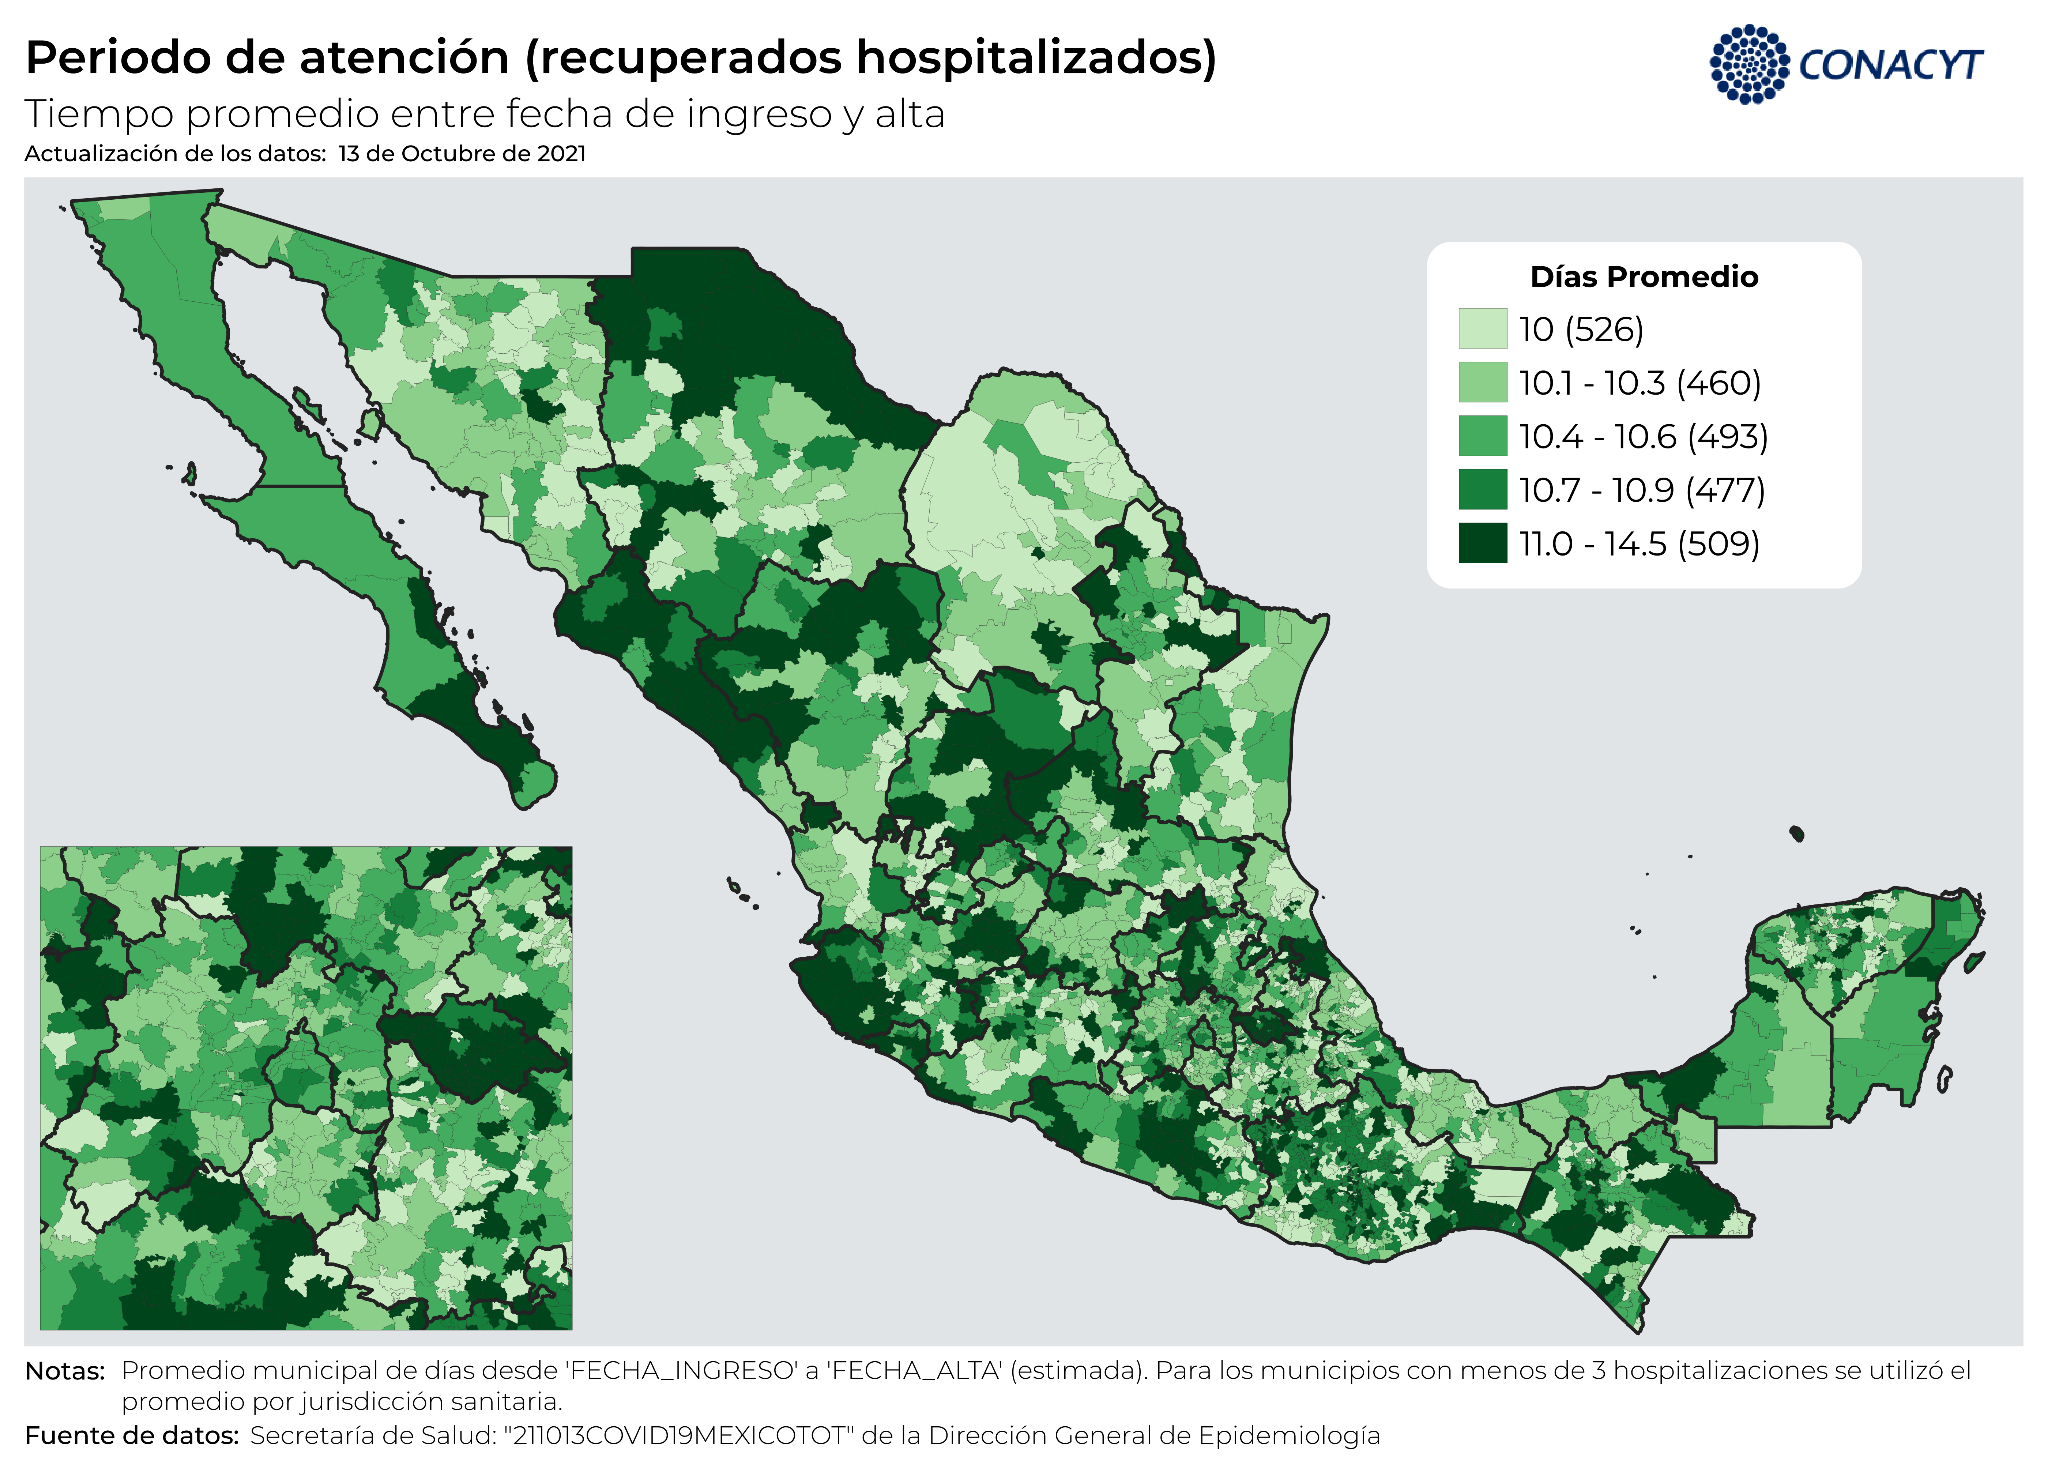 Periodo de atención (recuperados hospitalizados)
Tiempo promedio entre fecha de ingreso y alta
Actualización de los datos: 13 de Octubre de 2021
CONACYT
Días Promedio
10 (526)
10.1 - 10.3 (460)
10.4 - 10.6 (493)
10.7 - 10.9 (477)
11.0 - 14.5 (509)
Notas: Promedio municipal de días desde 'FECHA_INGRESO' a 'FECHA_ALTA' (estimada). Para los municipios con menos de 3 hospitalizaciones se utilizó el
promedio por jurisdicción sanitaria.
Fuente de datos: Secretaría de Salud: "211013COVID19MEXICOTOT" de la Dirección General de Epidemiología